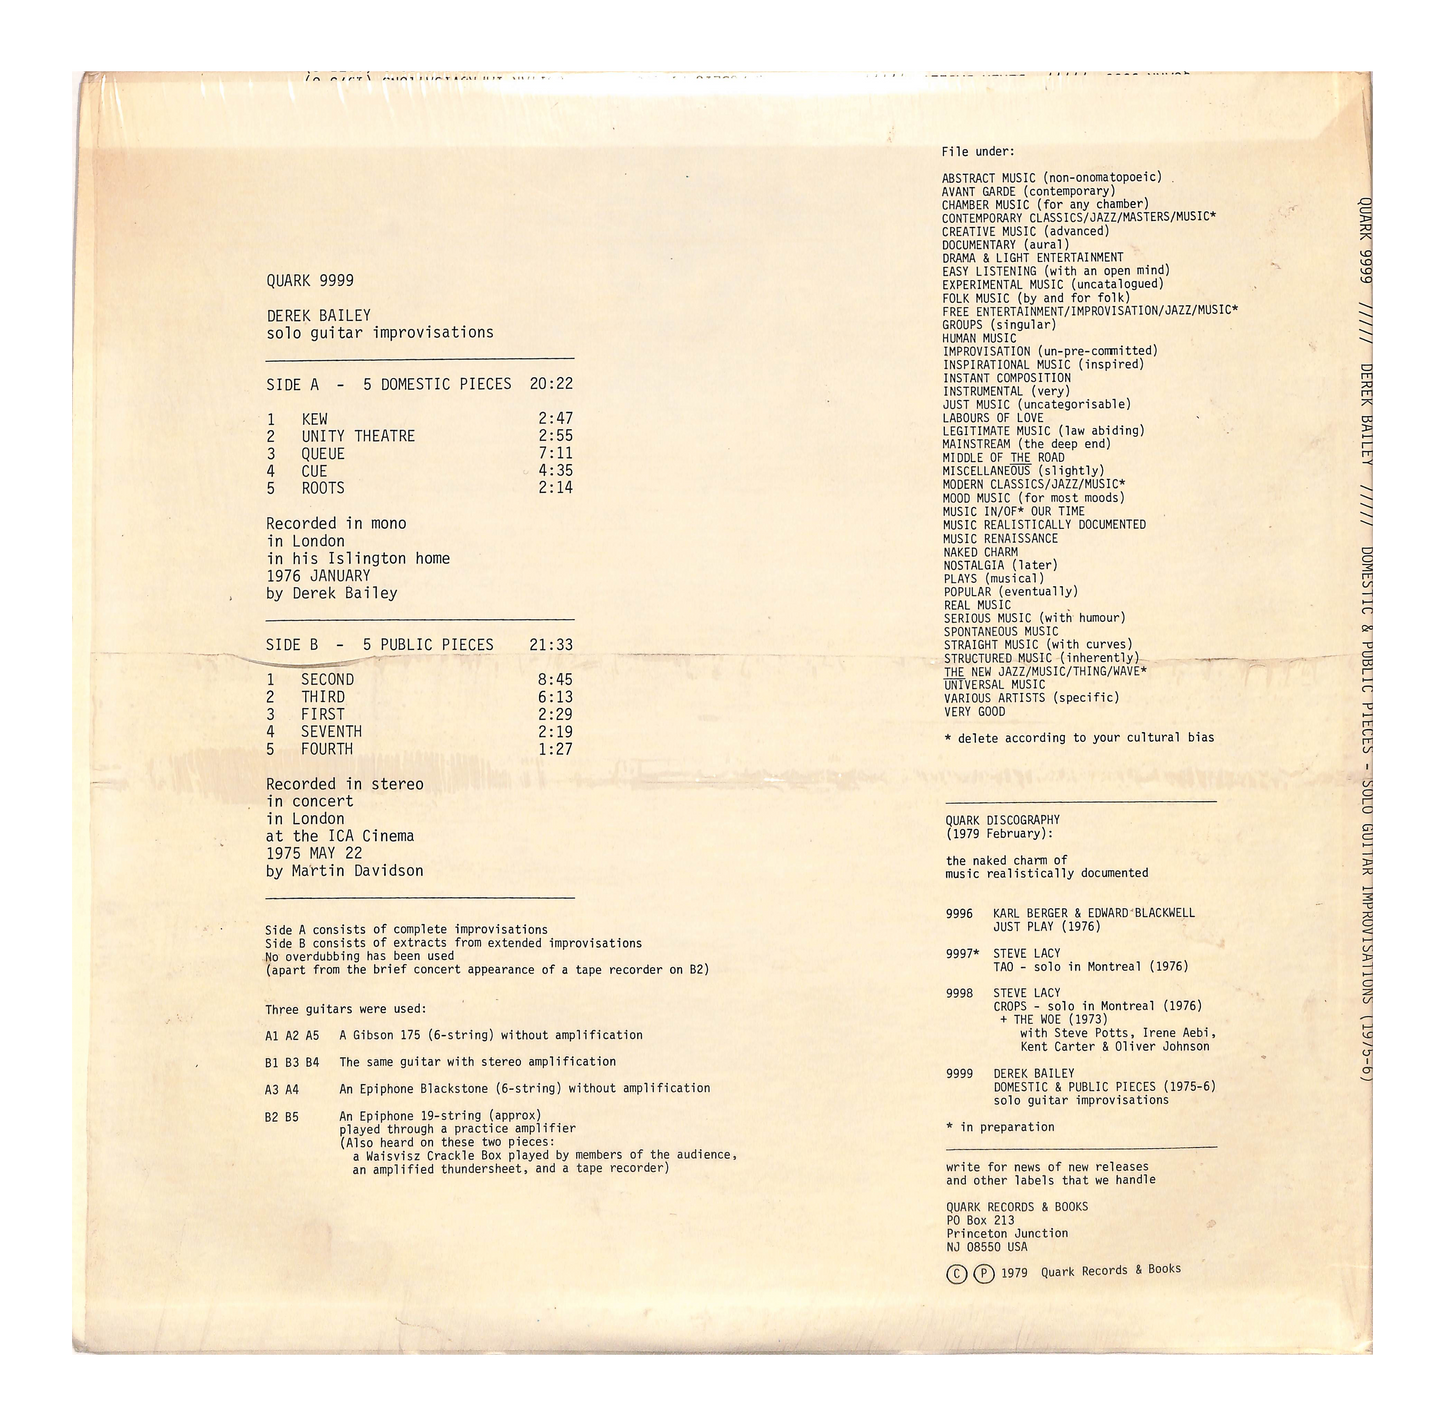 QUARK 9999
DEREK BAILEY
solo guitar improvisations
SIDE A - 5 DOMESTIC PIECES 20:22
1 KEW 2:47
2 UNITY THEATRE 2:55
3 QUEUE 7:11
4 CUE 4:35
5 ROOTS 2:14
Recorded in mono
in London
in his Islington home
1976 JANUARY
by Derek Bailey
SIDE B - 5 PUBLIC PIECES 21:33
1 SECOND 8:45
2 THIRD 6:13
3 FIRST 2:29
4 SEVENTH 2:19
5 FOURTH 1:27
Recorded in stereo
in concert
in London
at the ICA Cinema
1975 MAY 22
by Martin Davidson
Side A consists of complete improvisations
Side B consists of extracts from extended improvisations
No overdubbing has been used
(apart from the brief concert appearance of a tape recorder on B2)
Three guitars were used:
A1 A2 A5 A Gibson 175 (6-string) without amplification
B1 B3 B4 The same guitar with stereo amplification
A3 A4 An Epiphone Blackstone (6-string) without amplification
B2 B5 An Epiphone 19-string (approx)
played through a practice amplifier
(Also heard on these two pieces:
a Waisvisz Crackle Box played by members of the audience,
an amplified thundersheet, and a tape recorder)
File under:
ABSTRACT MUSIC (non-onomatopoeic)
AVANT GARDE (contemporary)
CHAMBER MUSIC (for any chamber)
CONTEMPORARY CLASSICS/JAZZ/MASTERS/MUSIC*
CREATIVE MUSIC (advanced)
DOCUMENTARY (aural)
DRAMA & LIGHT ENTERTAINMENT
EASY LISTENING (with an open mind)
EXPERIMENTAL MUSIC (uncatalogued)
FOLK MUSIC (by and for folk)
FREE ENTERTAINMENT/IMPROVISATION/JAZZ/MUSIC*
GROUPS (singular)
HUMAN MUSIC
IMPROVISATION (un-pre-committed)
INSPIRATIONAL MUSIC (inspired)
INSTANT COMPOSITION
INSTRUMENTAL (very)
JUST MUSIC (uncategorisable)
LABOURS OF LOVE
LEGITIMATE MUSIC (law abiding)
MAINSTREAM (the deep end)
MIDDLE OF THE ROAD
MISCELLANEOUS (slightly)
MODERN CLASSICS/JAZZ/MUSIC*
MOOD MUSIC (for most moods)
MUSIC IN/OF* OUR TIME
MUSIC REALISTICALLY DOCUMENTED
MUSIC RENAISSANCE
NAKED CHARM
NOSTALGIA (later)
PLAYS (musical)
POPULAR (eventually)
REAL MUSIC
SERIOUS MUSIC (with humour)
SPONTANEOUS MUSIC
STRAIGHT MUSIC (with curves)
STRUCTURED MUSIC (inherently)
THE NEW JAZZ/MUSIC/THING/WAVE*
UNIVERSAL MUSIC
VARIOUS ARTISTS (specific)
VERY GOOD
* delete according to your cultural bias
QUARK DISCOGRAPHY
(1979 February):
the naked charm of
music realistically documented
9996 KARL BERGER & EDWARD BLACKWELL
JUST PLAY (1976)
9997* STEVE LACY
TAO - solo in Montreal (1976)
9998 STEVE LACY
CROPS - solo in Montreal (1976)
+ THE WOE (1973)
with Steve Potts, Irene Aebi,
Kent Carter & Oliver Johnson
9999 DEREK BAILEY
DOMESTIC & PUBLIC PIECES (1975-6)
solo guitar improvisations
* in preparation
write for news of new releases
and other labels that we handle
QUARK RECORDS & BOOKS
PO Box 213
Princeton Junction
NJ 08550 USA
Ⓒ Ⓟ 1979 Quark Records & Books
QUARK 9999 ///// DEREK BAILEY ///// DOMESTIC & PUBLIC PIECES - SOLO GUITAR IMPROVISATIONS (1975-6)